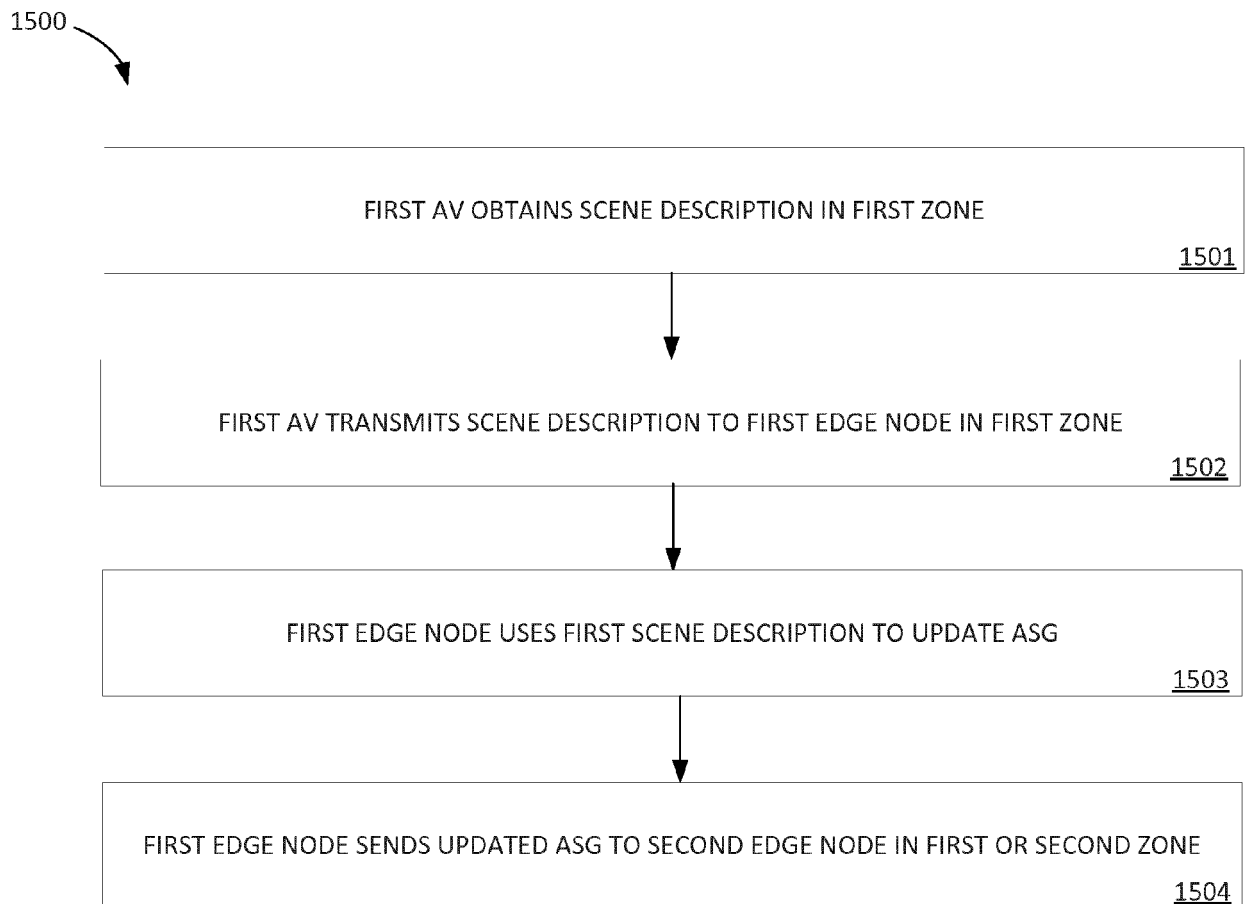 1500
FIRST AV OBTAINS SCENE DESCRIPTION IN FIRST ZONE
1501
FIRST AV TRANSMITS SCENE DESCRIPTION TO FIRST EDGE NODE IN FIRST ZONE
1502
FIRST EDGE NODE USES FIRST SCENE DESCRIPTION TO UPDATE ASG
1503
FIRST EDGE NODE SENDS UPDATED ASG TO SECOND EDGE NODE IN FIRST OR SECOND ZONE
1504